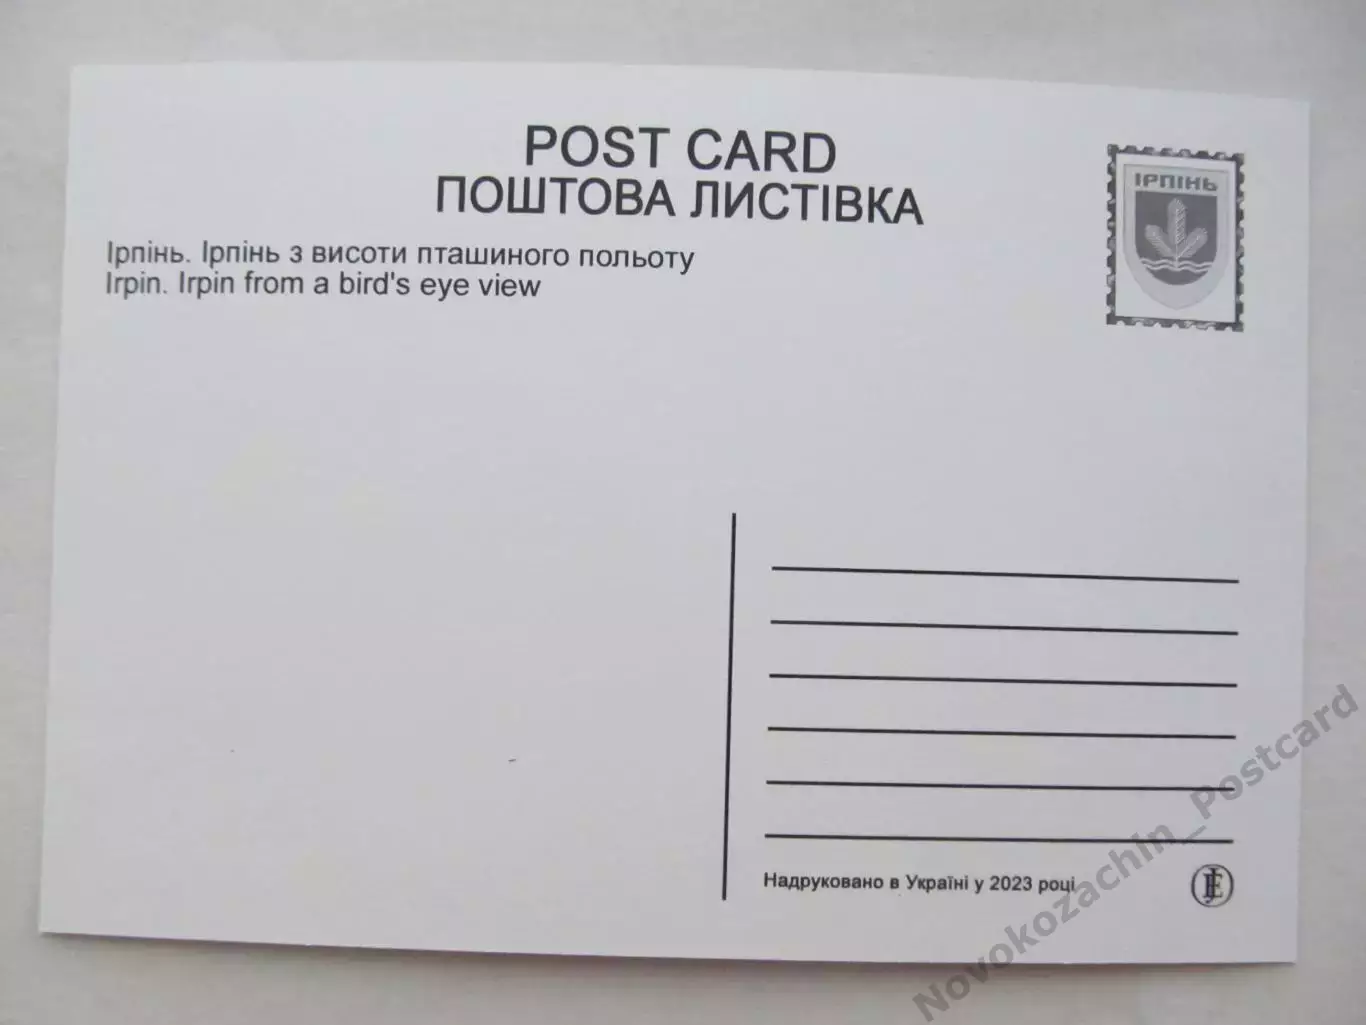 POST CARD
ПОШТОВА ЛИСТІВКА
ІРПІНЬ
Ірпінь. Ірпінь з висоти пташиного польоту
Irpin. Irpin from a bird's eye view
Надруковано в Україні у 2023 році
Novokozachin_Postcard